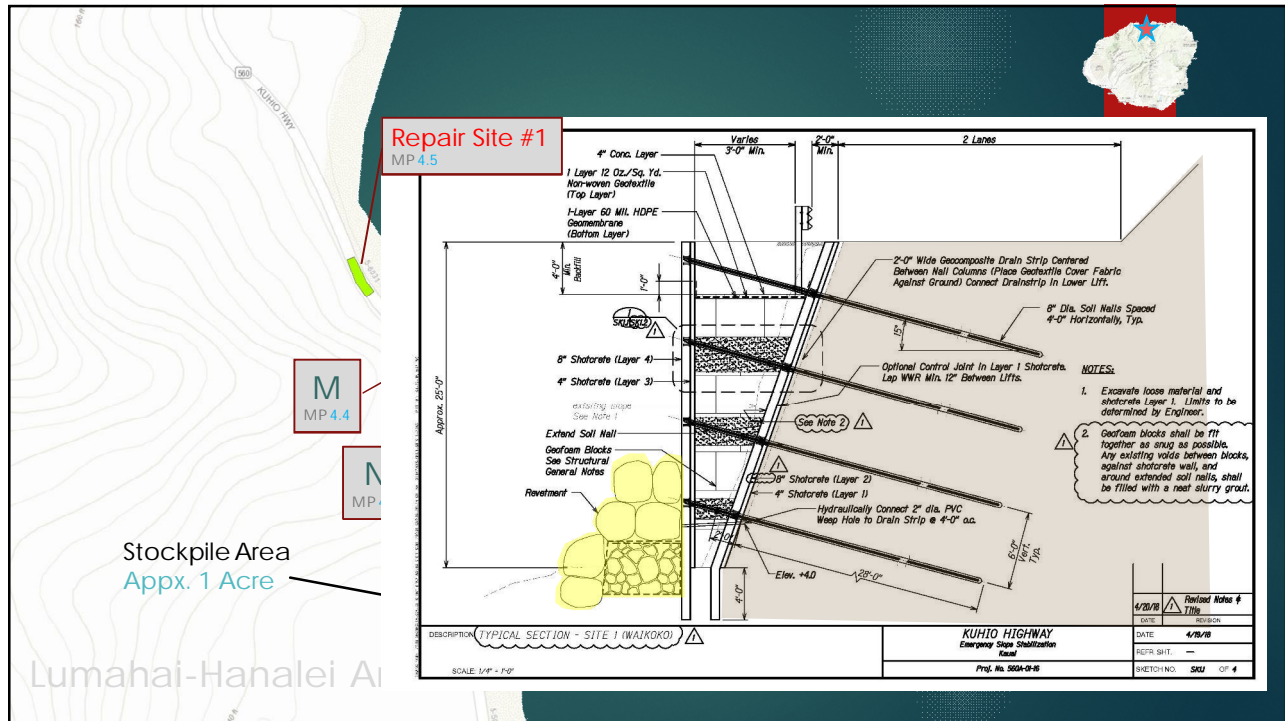 160 ft
560
KUHIO HWY
Repair Site #1
MP 4.5
M
MP 4.4
N
MP
Stockpile Area
Appx. 1 Acre
Lumahai-Hanalei A
Varies
3'-0" Min.
2'-0"
Min.
2 Lanes
4" Conc. Layer
1 Layer 12 Oz./Sq. Yd.
Non-woven Geotextile
(Top Layer)
1-Layer 60 Mil. HDPE
Geomembrane
(Bottom Layer)
4'-0"
Min.
Backfill
1'-0"
Approx. 25'-0"
8" Shotcrete (Layer 4)
4" Shotcrete (Layer 3)
existing slope
See Note 1
Extend Soil Nail
Geofoam Blocks
See Structural
General Notes
Revetment
2'-0" Wide Geocomposite Drain Strip Centered
Between Nail Columns (Place Geotextile Cover Fabric
Against Ground) Connect Drainstrip in Lower Lift.
8" Dia. Soil Nails Spaced
4'-0" Horizontally, Typ.
15°
Optional Control Joint in Layer 1 Shotcrete.
Lap WWR Min. 12" Between Lifts.
See Note 2
1
8" Shotcrete (Layer 2)
4" Shotcrete (Layer 1)
Hydraulically Connect 2" dia. PVC
Weep Hole to Drain Strip @ 4'-0" o.c.
Elev. +4.0
28'-0"
6'-0"
Vert.
Typ.
4'-0"
NOTES:
1. Excavate loose material and
shotcrete Layer 1. Limits to be
determined by Engineer.
1
2. Geofoam blocks shall be fit
together as snug as possible.
Any existing voids between blocks,
against shotcrete wall, and
around extended soil nails, shall
be filled with a neat slurry grout.
DESCRIPTION TYPICAL SECTION - SITE 1 (WAIKOKO) 1
SCALE: 1/4" = 1'-0"
KUHIO HIGHWAY
Emergency Slope Stabilization
Kauai
Proj. No. 560A-01-16
4/20/18 1 Revised Notes &
Title
DATE REVISION
DATE 4/19/18
REFR. SHT. —
SKETCH NO. SKU OF 4
200 ft